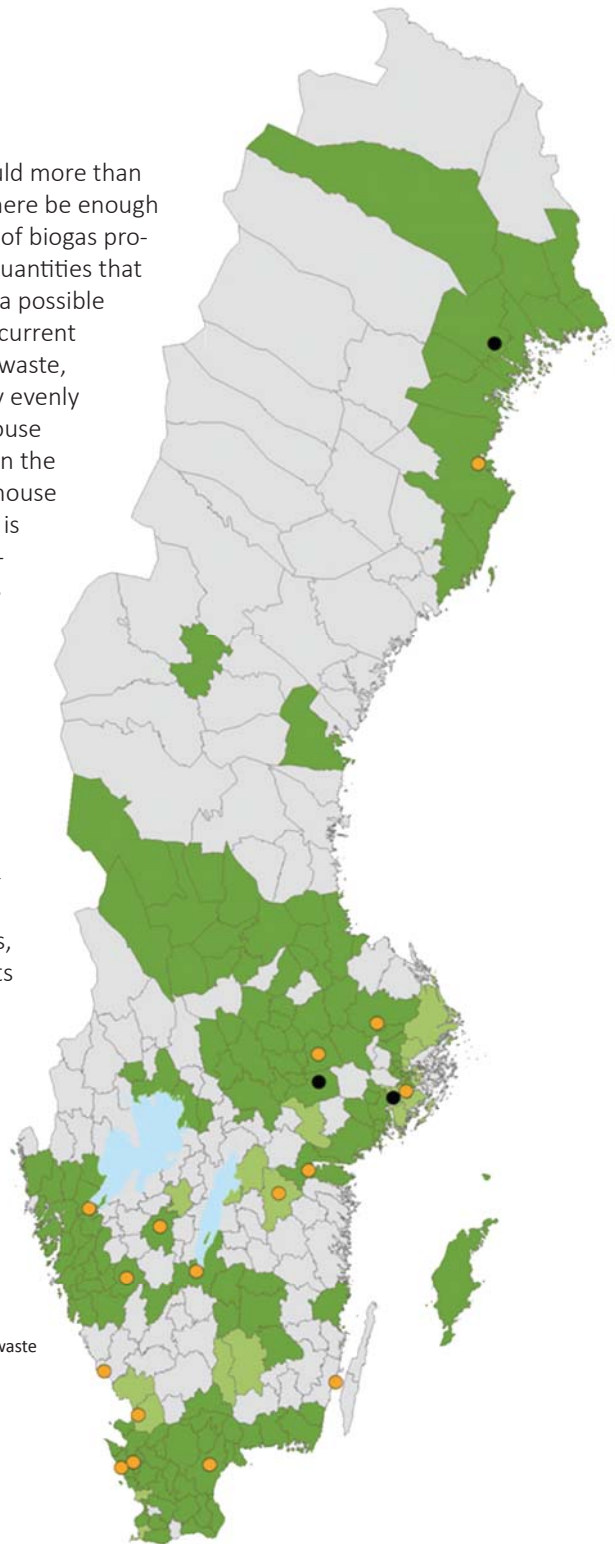 uld more than
here be enough
of biogas pro-
uantities that
a possible
current
waste,
y evenly
ouse
n the
house
is
-
s,
ts
waste